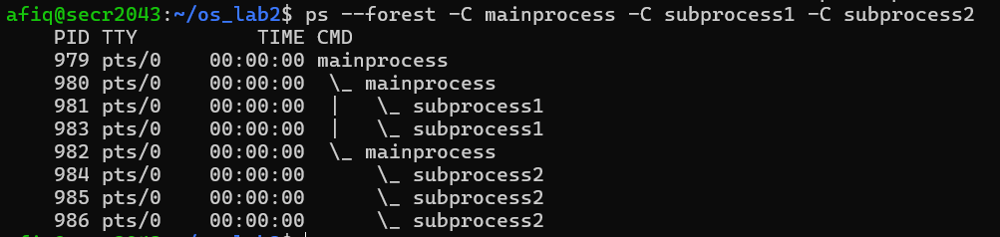 afiq@secr2043:~/os_lab2$ ps --forest -C mainprocess -C subprocess1 -C subprocess2
    PID TTY          TIME CMD
    979 pts/0    00:00:00 mainprocess
    980 pts/0    00:00:00  \_ mainprocess
    981 pts/0    00:00:00  |   \_ subprocess1
    983 pts/0    00:00:00  |   \_ subprocess1
    982 pts/0    00:00:00  \_ mainprocess
    984 pts/0    00:00:00      \_ subprocess2
    985 pts/0    00:00:00      \_ subprocess2
    986 pts/0    00:00:00      \_ subprocess2
afiq@secr2043:~/os_lab2$